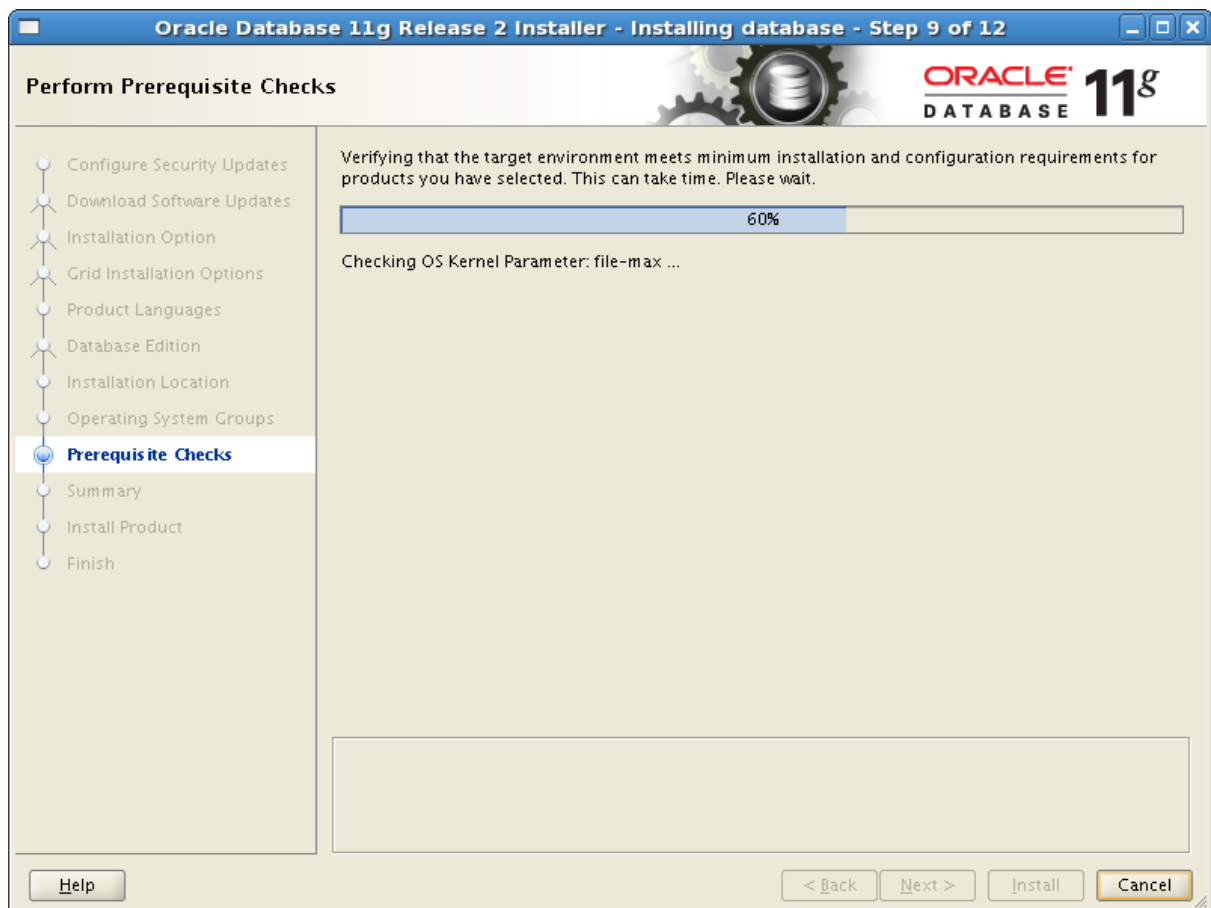 Oracle Database 11g Release 2 Installer - Installing database - Step 9 of 12
Perform Prerequisite Checks
ORACLE
DATABASE 11g
Configure Security Updates
Download Software Updates
Installation Option
Grid Installation Options
Product Languages
Database Edition
Installation Location
Operating System Groups
Prerequisite Checks
Summary
Install Product
Finish
Verifying that the target environment meets minimum installation and configuration requirements for
products you have selected. This can take time. Please wait.
60%
Checking OS Kernel Parameter: file-max ...
Help
< Back Next > Install Cancel